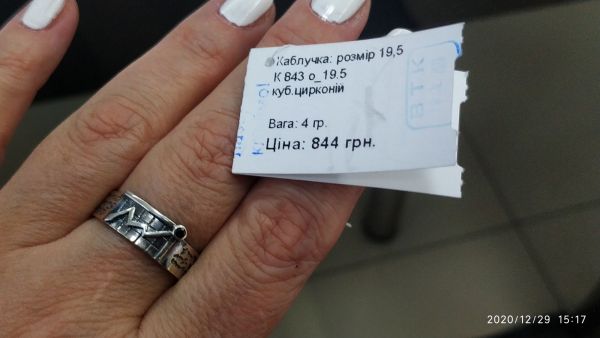 Каблучка: розмір 19,5
К 843 о_19.5
куб.цирконій
Вага: 4 гр.
Ціна: 844 грн.
ВТК
2020/12/29 15:17